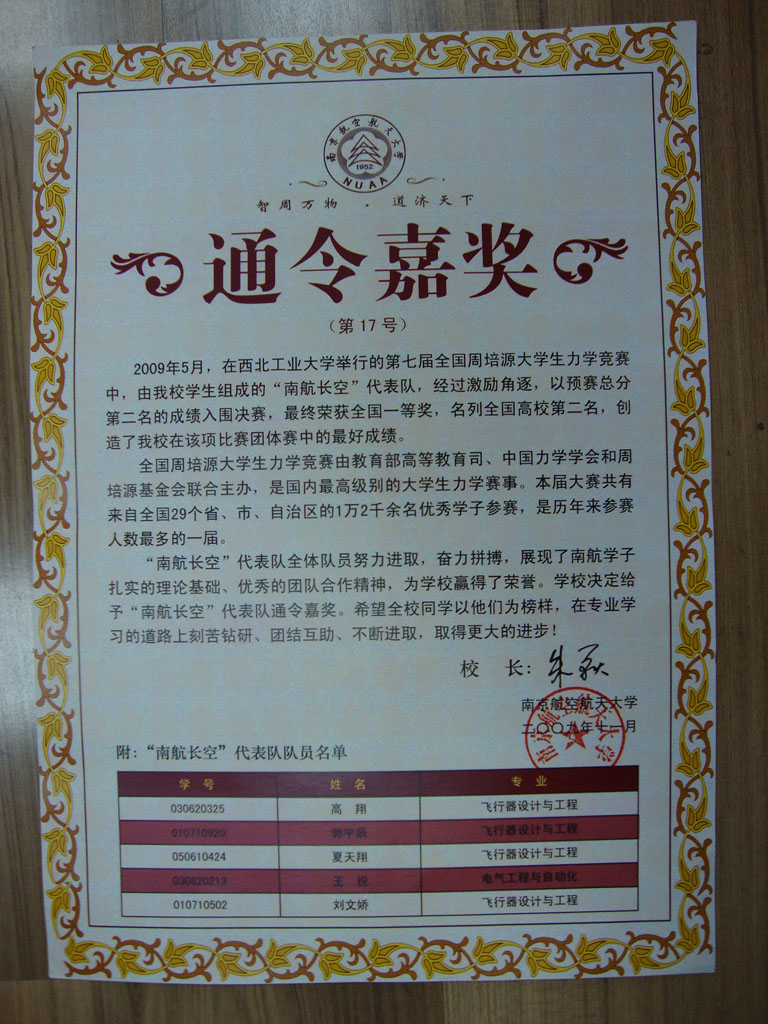 南京航空航天大学
1952
NUAA
智周万物 · 道济天下
通令嘉奖
（第17号）
2009年5月，在西北工业大学举行的第七届全国周培源大学生力学竞赛
中，由我校学生组成的“南航长空”代表队，经过激励角逐，以预赛总分
第二名的成绩入围决赛，最终荣获全国一等奖，名列全国高校第二名，创
造了我校在该项比赛团体赛中的最好成绩。
全国周培源大学生力学竞赛由教育部高等教育司、中国力学学会和周
培源基金会联合主办，是国内最高级别的大学生力学赛事。本届大赛共有
来自全国29个省、市、自治区的1万2千余名优秀学子参赛，是历年来参赛
人数最多的一届。
“南航长空”代表队全体队员努力进取，奋力拼搏，展现了南航学子
扎实的理论基础、优秀的团队合作精神，为学校赢得了荣誉。学校决定给
予“南航长空”代表队通令嘉奖。希望全校同学以他们为榜样，在专业学
习的道路上刻苦钻研、团结互助、不断进取，取得更大的进步！
校 长：朱荻
南京航空航天大学
二〇〇九年十一月
南京航空航天大学
附：“南航长空”代表队队员名单
学 号 姓 名 专 业
030620325 高 翔 飞行器设计与工程
010710920 郭宇辰 飞行器设计与工程
050610424 夏天翔 飞行器设计与工程
030620213 王 锐 电气工程与自动化
010710502 刘文娇 飞行器设计与工程